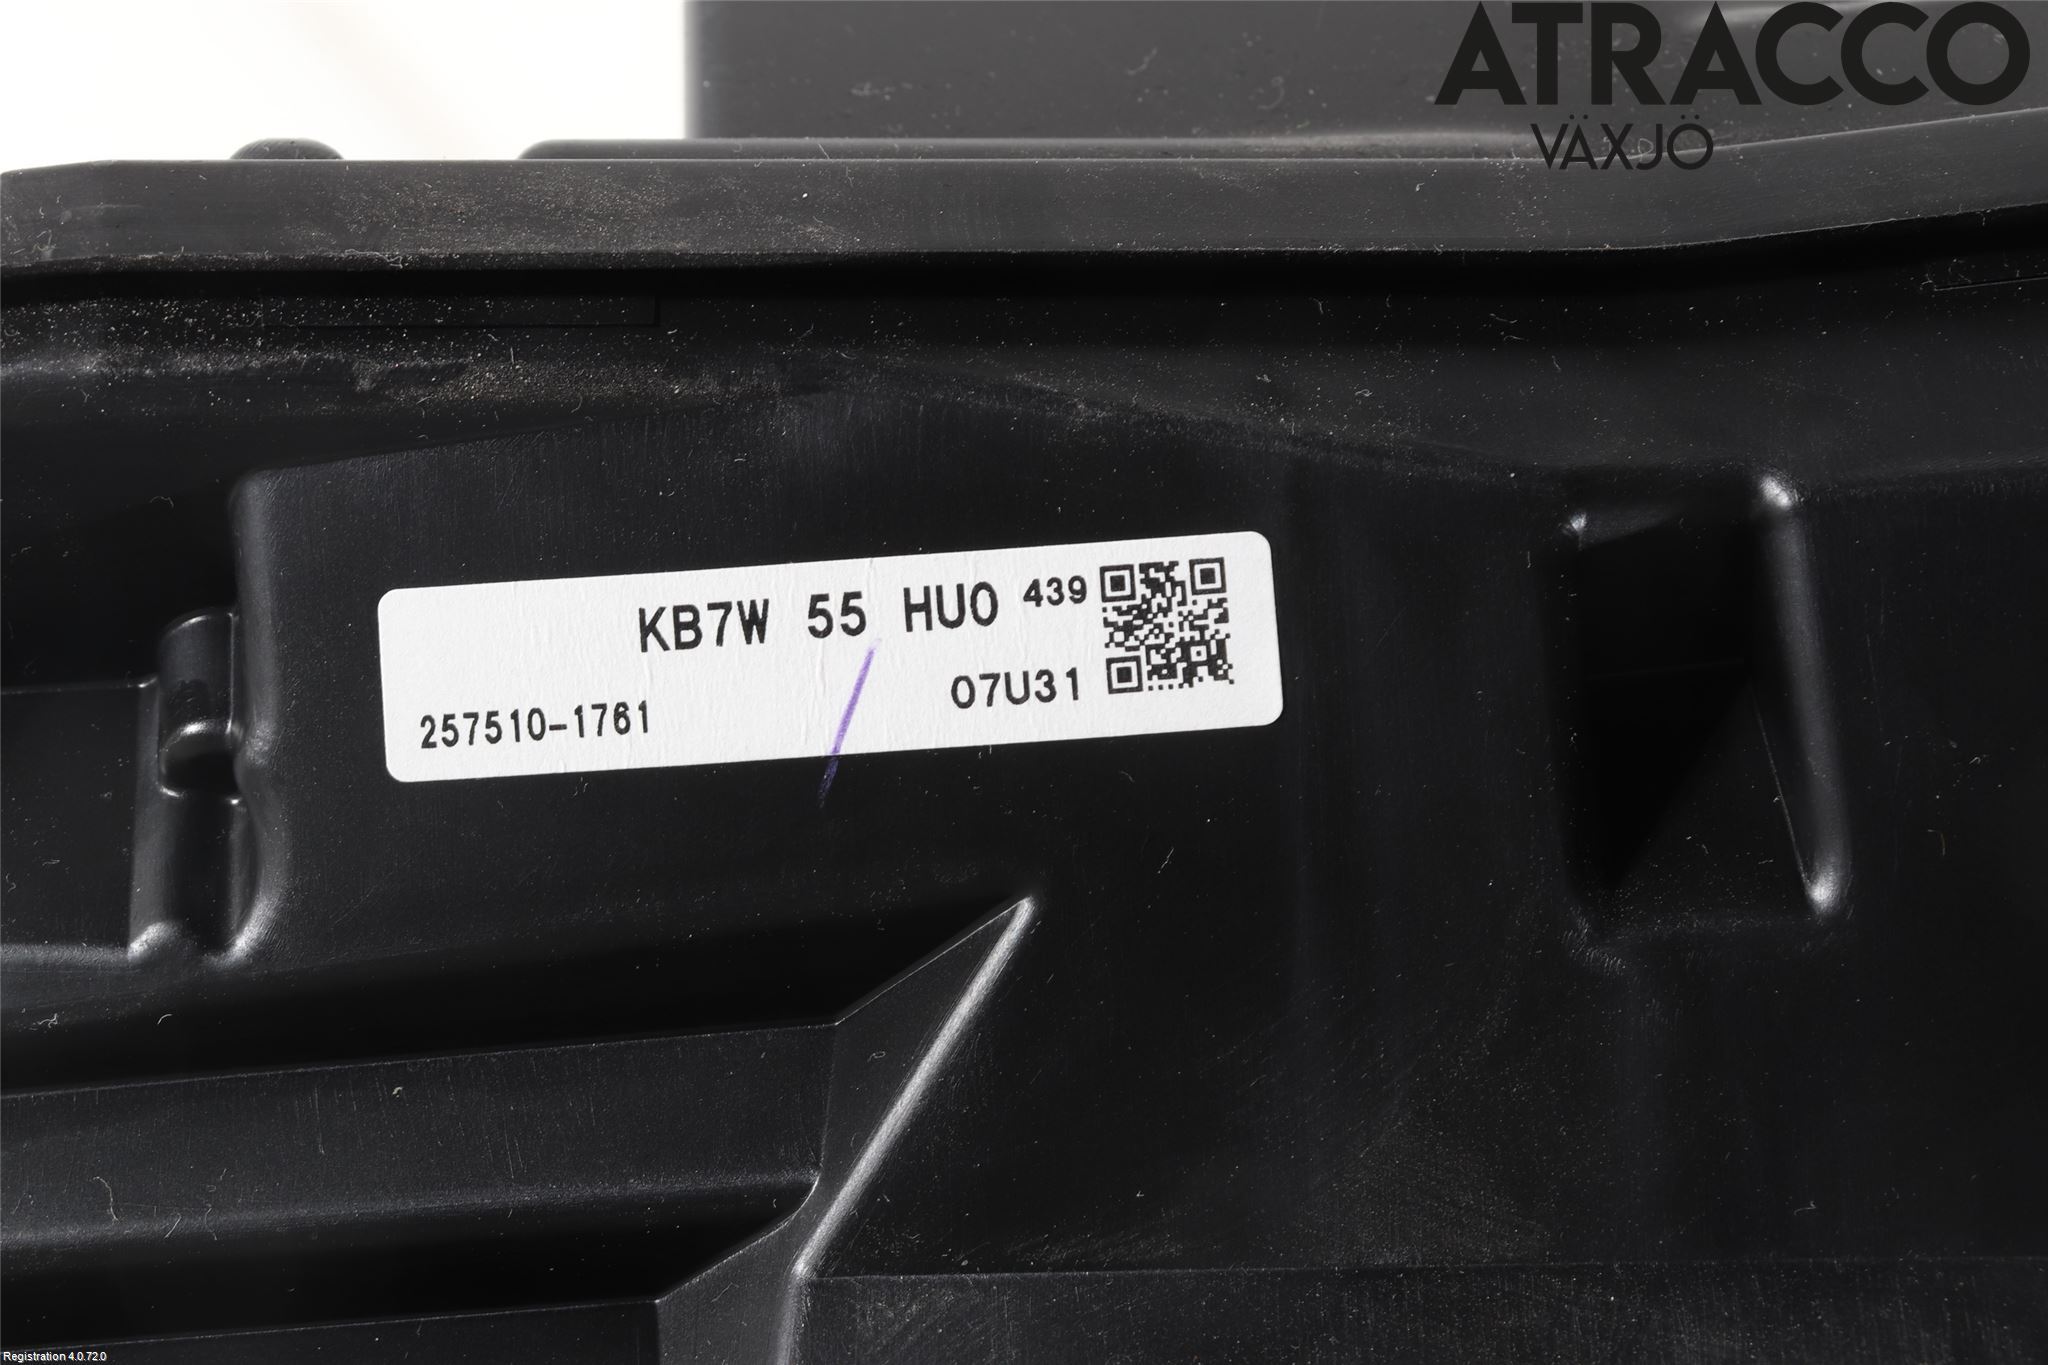 ATRACCO
VÄXJÖ
KB7W 55 HU0 439
07U31
257510-1761
Registration 4.0.72.0